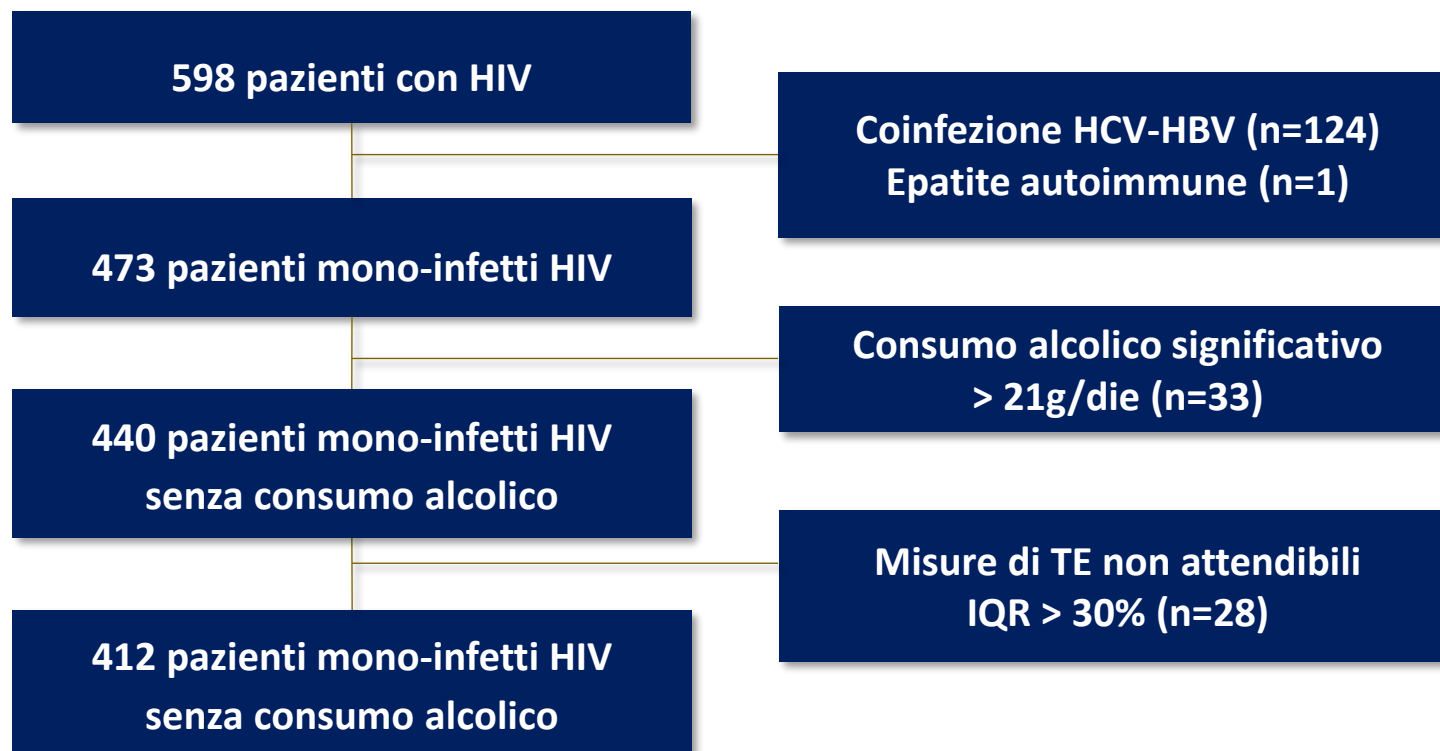 598 pazienti con HIV
Coinfezione HCV-HBV (n=124)
Epatite autoimmune (n=1)
473 pazienti mono-infetti HIV
Consumo alcolico significativo
> 21g/die (n=33)
440 pazienti mono-infetti HIV
senza consumo alcolico
Misure di TE non attendibili
IQR > 30% (n=28)
412 pazienti mono-infetti HIV
senza consumo alcolico